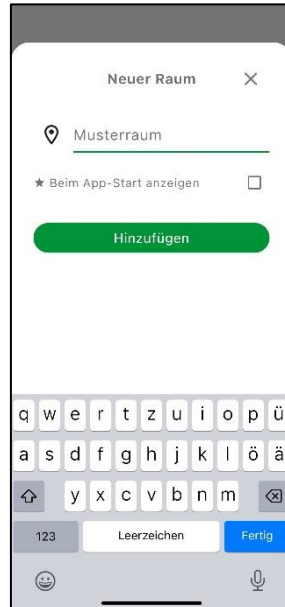 Neuer Raum
Musterraum
★ Beim App-Start anzeigen
Hinzufügen
q w e r t z u i o p ü
a s d f g h j k l ö ä
y x c v b n m
123 Leerzeichen Fertig